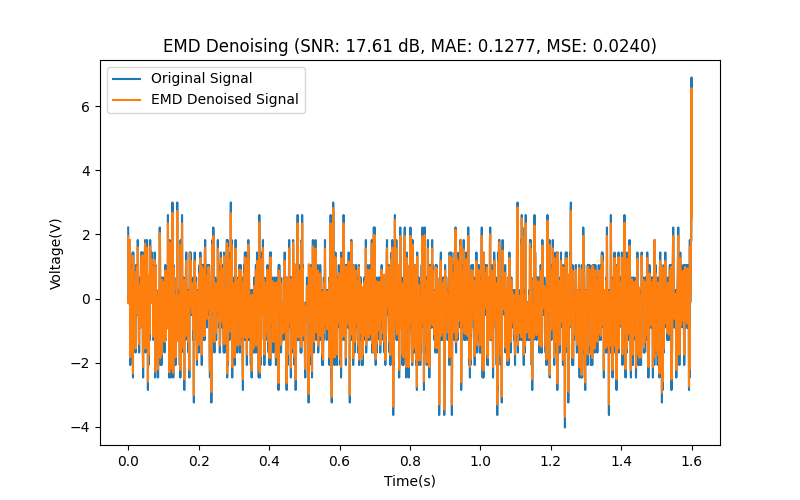 EMD Denoising (SNR: 17.61 dB, MAE: 0.1277, MSE: 0.0240)
Original Signal
EMD Denoised Signal
Voltage(V)
6
4
2
0
−2
−4
0.0 0.2 0.4 0.6 0.8 1.0 1.2 1.4 1.6
Time(s)